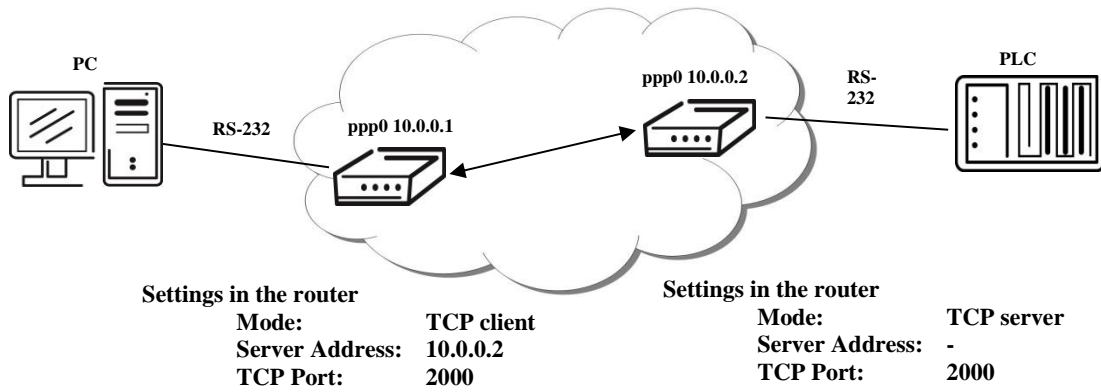 PC
RS-232
ppp0 10.0.0.1
ppp0 10.0.0.2
RS-
232
PLC
Settings in the router
Mode: TCP client
Server Address: 10.0.0.2
TCP Port: 2000
Settings in the router
Mode: TCP server
Server Address: -
TCP Port: 2000